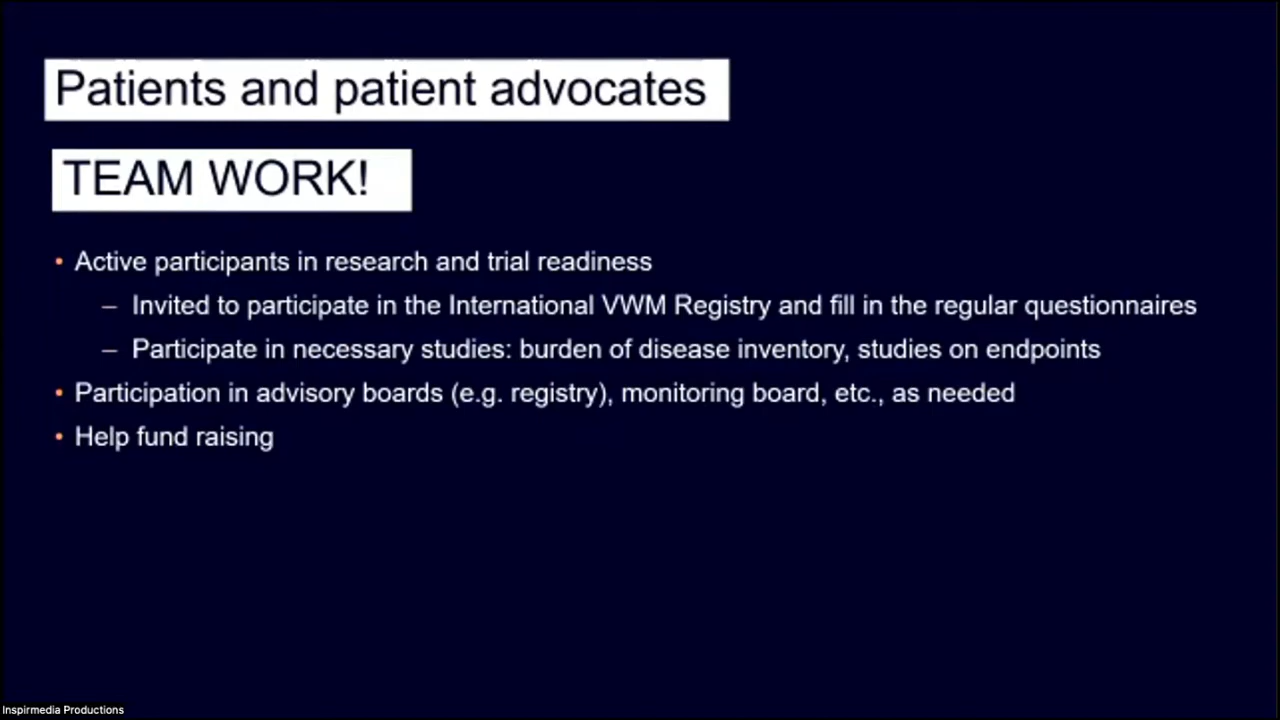 Patients and patient advocates
TEAM WORK!
• Active participants in research and trial readiness
– Invited to participate in the International VWM Registry and fill in the regular questionnaires
– Participate in necessary studies: burden of disease inventory, studies on endpoints
• Participation in advisory boards (e.g. registry), monitoring board, etc., as needed
• Help fund raising
Inspirmedia Productions